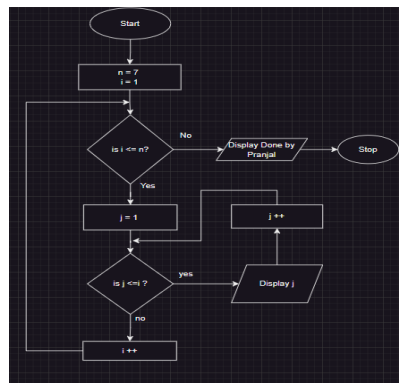 Start
n = 7
i = 1
is i <= n?
No
Display Done by
Pranjal
Stop
Yes
j = 1
j ++
is j <=i ?
yes
Display j
no
i ++